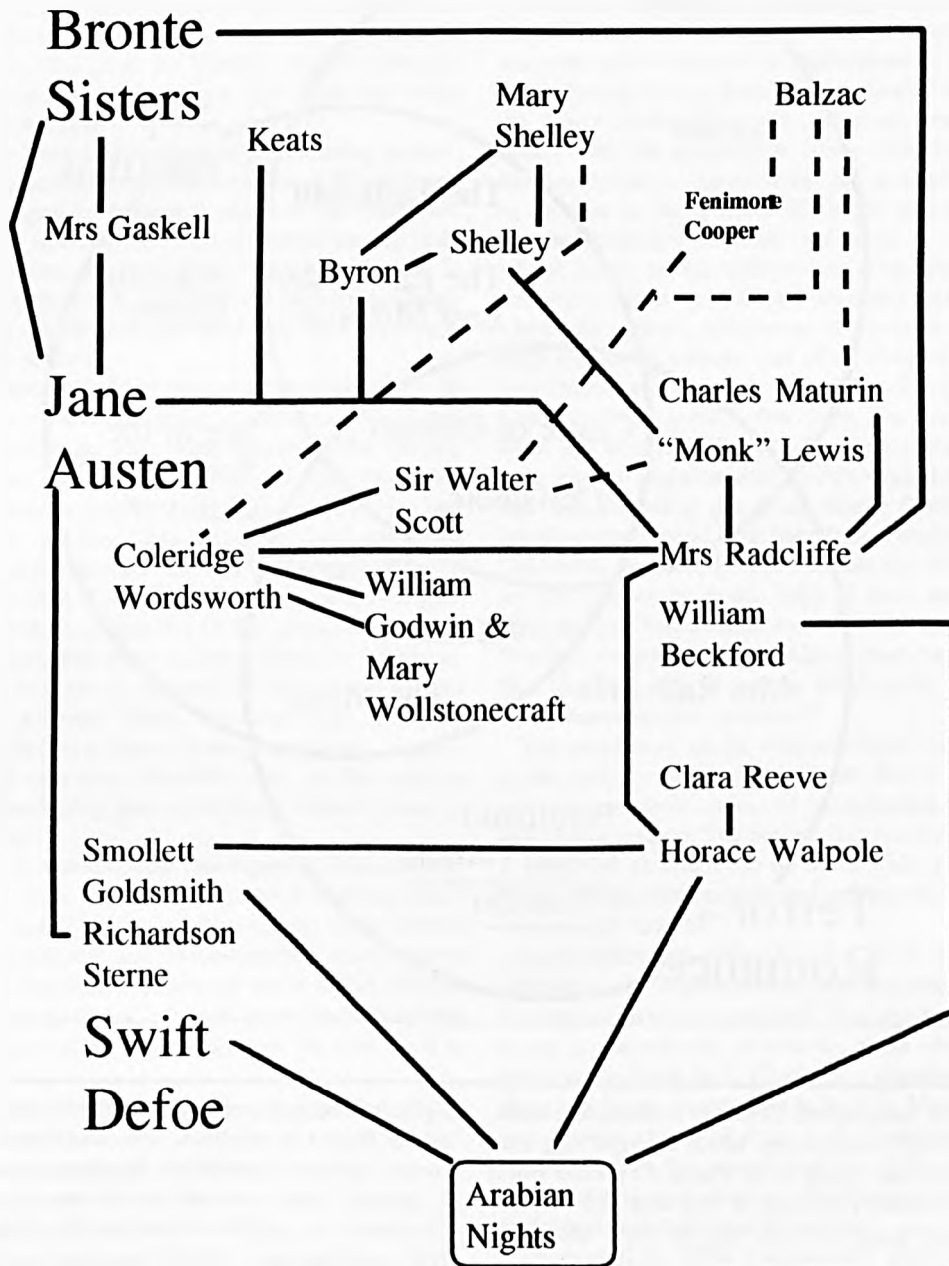 Bronte
Sisters
Mary
Shelley
Balzac
Keats
Fenimore
Cooper
Mrs Gaskell
Shelley
Byron
Jane
Austen
Charles Maturin
"Monk" Lewis
Sir Walter
Scott
Coleridge
Wordsworth
Mrs Radcliffe
William
Godwin &
Mary
Wollstonecraft
William
Beckford
Clara Reeve
Smollett
Goldsmith
Richardson
Sterne
Horace Walpole
Swift
Defoe
Arabian
Nights